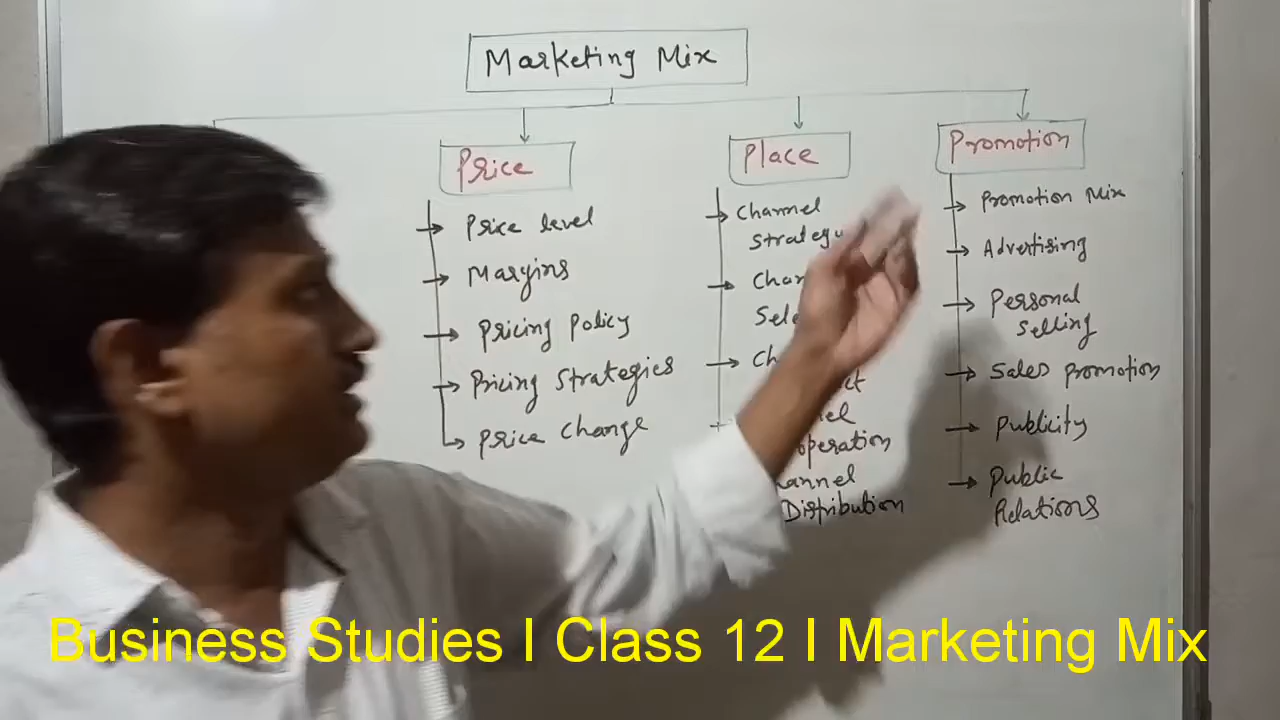 Marketing Mix
Price
Price level
Margins
Pricing Policy
Pricing Strategies
Price Change
Place
Channel
Distribution
Promotion
Promotion Mix
Advertising
Personal
Selling
Sales promotion
Publicity
Public
Relations
Business Studies I Class 12 I Marketing Mix